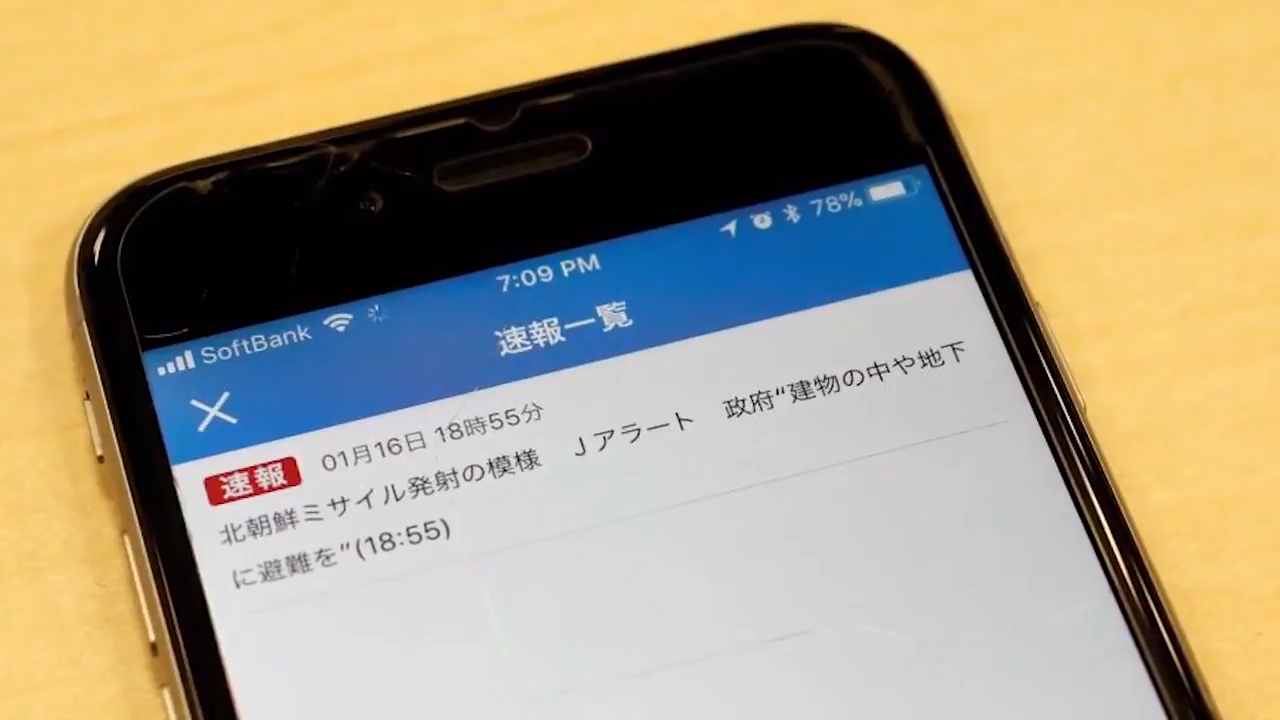 SoftBank 7:09 PM 78%
速報一覧
速報 01月16日 18時55分
北朝鮮ミサイル発射の模様　Jアラート　政府“建物の中や地下
に避難を”(18:55)